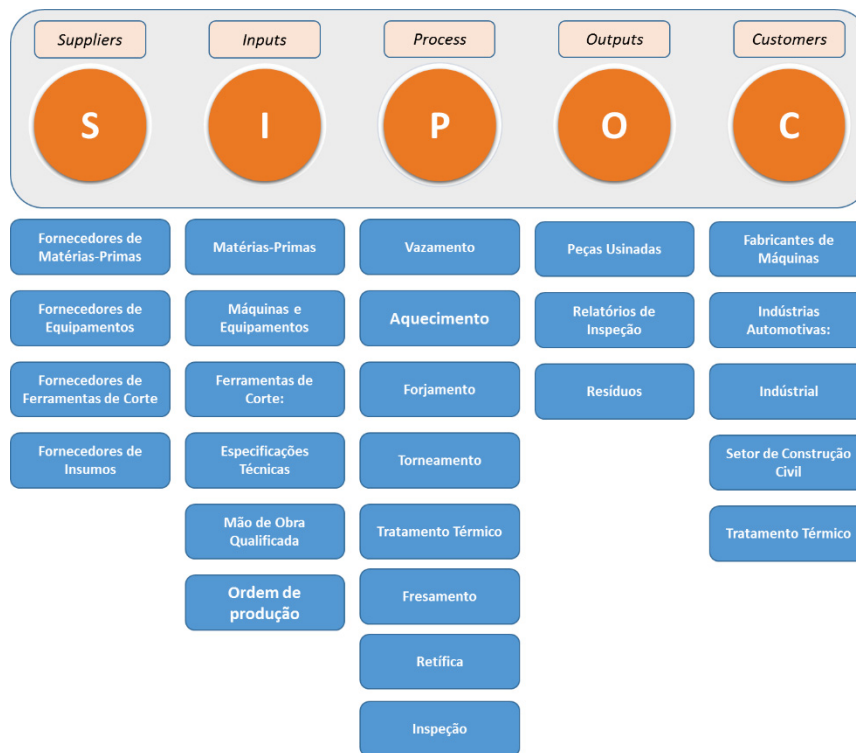 Suppliers
Inputs
Process
Outputs
Customers
S
I
P
O
C
Fornecedores de
Matérias-Primas
Fornecedores de
Equipamentos
Fornecedores de
Ferramentas de Corte
Fornecedores de
Insumos
Matérias-Primas
Máquinas e
Equipamentos
Ferramentas de
Corte:
Especificações
Técnicas
Mão de Obra
Qualificada
Ordem de
produção
Vazamento
Aquecimento
Forjamento
Torneamento
Tratamento Térmico
Fresamento
Retífica
Inspeção
Peças Usinadas
Relatórios de
Inspeção
Resíduos
Fabricantes de
Máquinas
Indústrias
Automotivas:
Indústrial
Setor de Construção
Civil
Tratamento Térmico